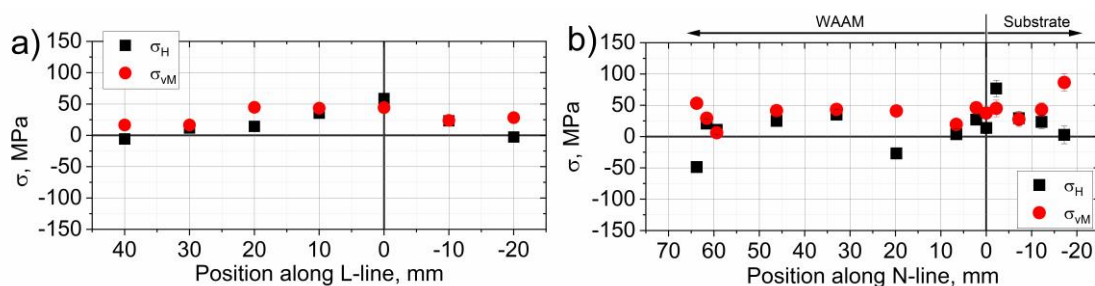 a)
σH
σvM
150
100
50
0
-50
-100
-150
σ, MPa
40 30 20 10 0 -10 -20
Position along L-line, mm
WAAM Substrate
b)
150
100
50
0
-50
-100
-150
σ, MPa
σH
σvM
70 60 50 40 30 20 10 0 -10 -20
Position along N-line, mm